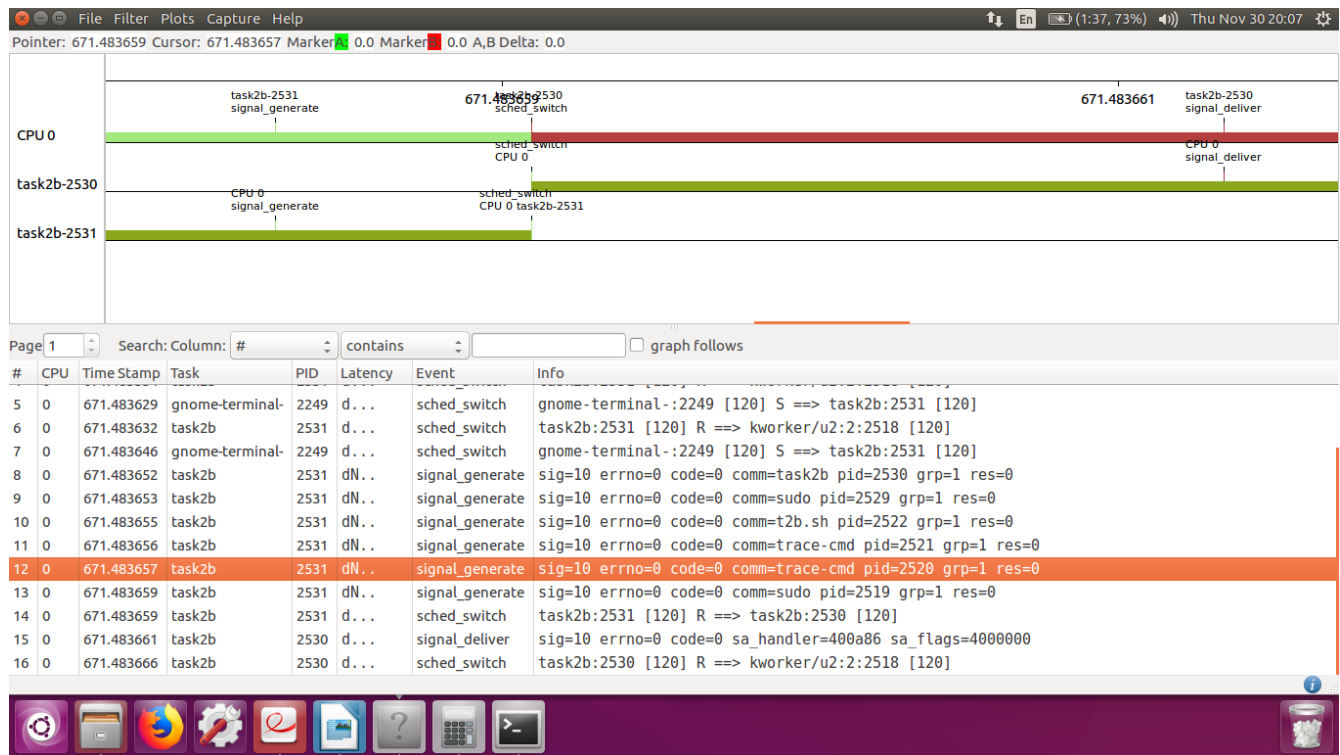 File Filter Plots Capture Help En (1:37, 73%) Thu Nov 30 20:07
Pointer: 671.483659 Cursor: 671.483657 MarkerA: 0.0 MarkerB: 0.0 A,B Delta: 0.0
task2b-2531 task2b-2530 task2b-2530
671.483659 671.483661
signal_generate sched_switch signal_deliver
CPU 0
sched_switch CPU 0
CPU 0 signal_deliver
task2b-2530
CPU 0 sched_switch
signal_generate CPU 0 task2b-2531
task2b-2531
Page 1 Search: Column: # contains graph follows
# CPU Time Stamp Task PID Latency Event Info
5 0 671.483629 gnome-terminal- 2249 d... sched_switch gnome-terminal-:2249 [120] S ==> task2b:2531 [120]
6 0 671.483632 task2b 2531 d... sched_switch task2b:2531 [120] R ==> kworker/u2:2:2518 [120]
7 0 671.483646 gnome-terminal- 2249 d... sched_switch gnome-terminal-:2249 [120] S ==> task2b:2531 [120]
8 0 671.483652 task2b 2531 dN.. signal_generate sig=10 errno=0 code=0 comm=task2b pid=2530 grp=1 res=0
9 0 671.483653 task2b 2531 dN.. signal_generate sig=10 errno=0 code=0 comm=sudo pid=2529 grp=1 res=0
10 0 671.483655 task2b 2531 dN.. signal_generate sig=10 errno=0 code=0 comm=t2b.sh pid=2522 grp=1 res=0
11 0 671.483656 task2b 2531 dN.. signal_generate sig=10 errno=0 code=0 comm=trace-cmd pid=2521 grp=1 res=0
12 0 671.483657 task2b 2531 dN.. signal_generate sig=10 errno=0 code=0 comm=trace-cmd pid=2520 grp=1 res=0
13 0 671.483659 task2b 2531 dN.. signal_generate sig=10 errno=0 code=0 comm=sudo pid=2519 grp=1 res=0
14 0 671.483659 task2b 2531 d... sched_switch task2b:2531 [120] R ==> task2b:2530 [120]
15 0 671.483661 task2b 2530 d... signal_deliver sig=10 errno=0 code=0 sa_handler=400a86 sa_flags=4000000
16 0 671.483666 task2b 2530 d... sched_switch task2b:2530 [120] R ==> kworker/u2:2:2518 [120]